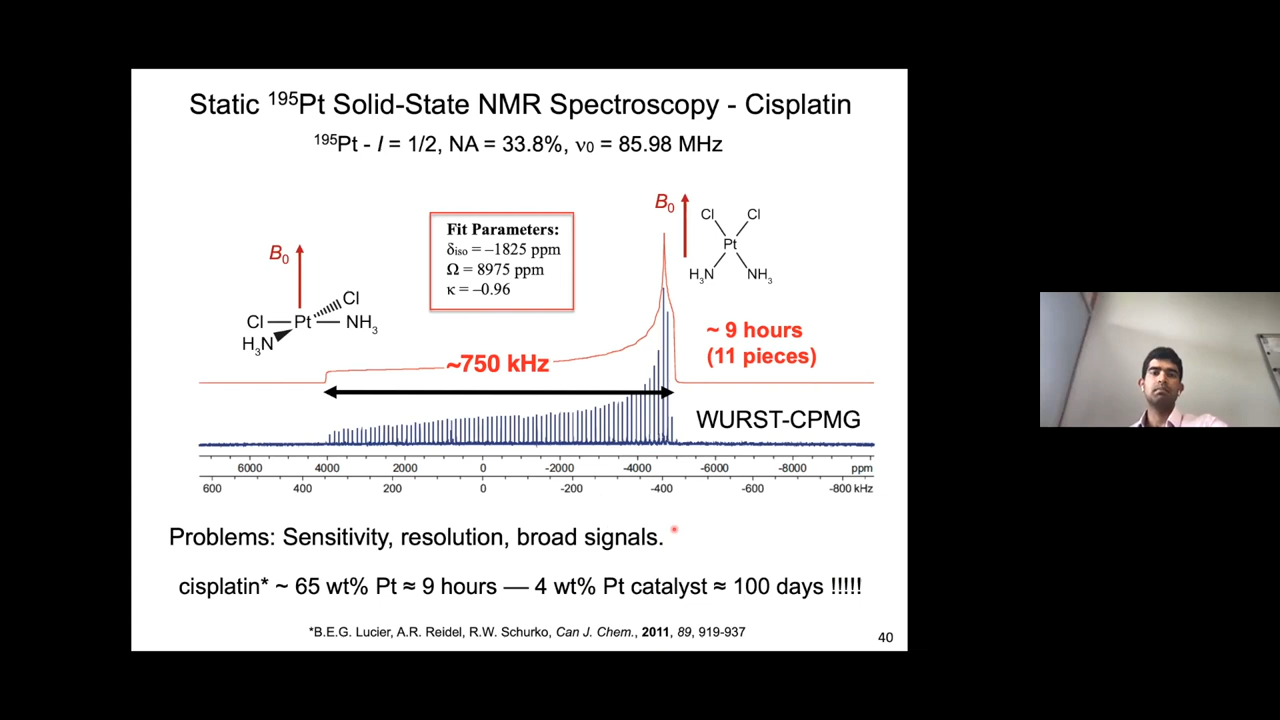 Static ¹⁹⁵Pt Solid-State NMR Spectroscopy - Cisplatin
¹⁹⁵Pt - I = 1/2, NA = 33.8%, ν₀ = 85.98 MHz
B₀
Cl
Cl
Pt
H₃N
NH₃
Fit Parameters:
δiso = –1825 ppm
Ω = 8975 ppm
κ = –0.96
B₀
Cl
Cl—Pt—NH₃
H₃N
~ 9 hours
(11 pieces)
~750 kHz
WURST-CPMG
6000 4000 2000 0 -2000 -4000 -6000 -8000 ppm
600 400 200 0 -200 -400 -600 -800 kHz
Problems: Sensitivity, resolution, broad signals.
cisplatin* ~ 65 wt% Pt ≈ 9 hours — 4 wt% Pt catalyst ≈ 100 days !!!!!
*B.E.G. Lucier, A.R. Reidel, R.W. Schurko, Can J. Chem., 2011, 89, 919-937
40